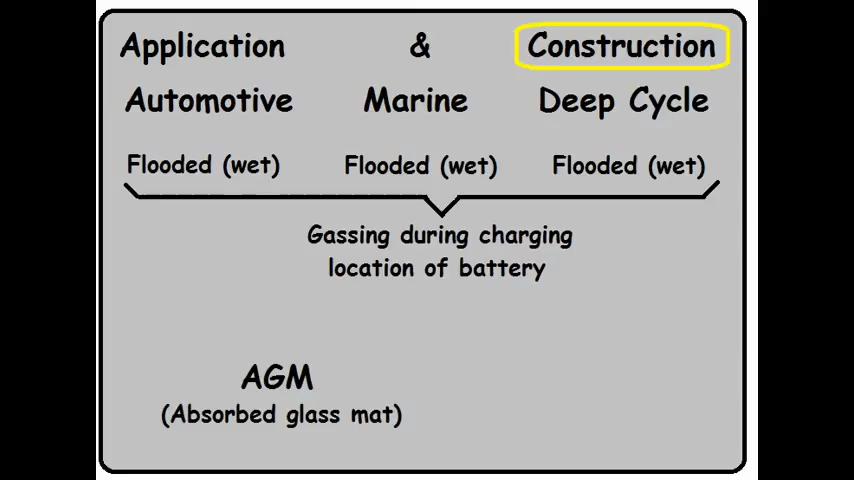 Application & Construction
Automotive Marine Deep Cycle
Flooded (wet) Flooded (wet) Flooded (wet)
Gassing during charging
location of battery
AGM
(Absorbed glass mat)